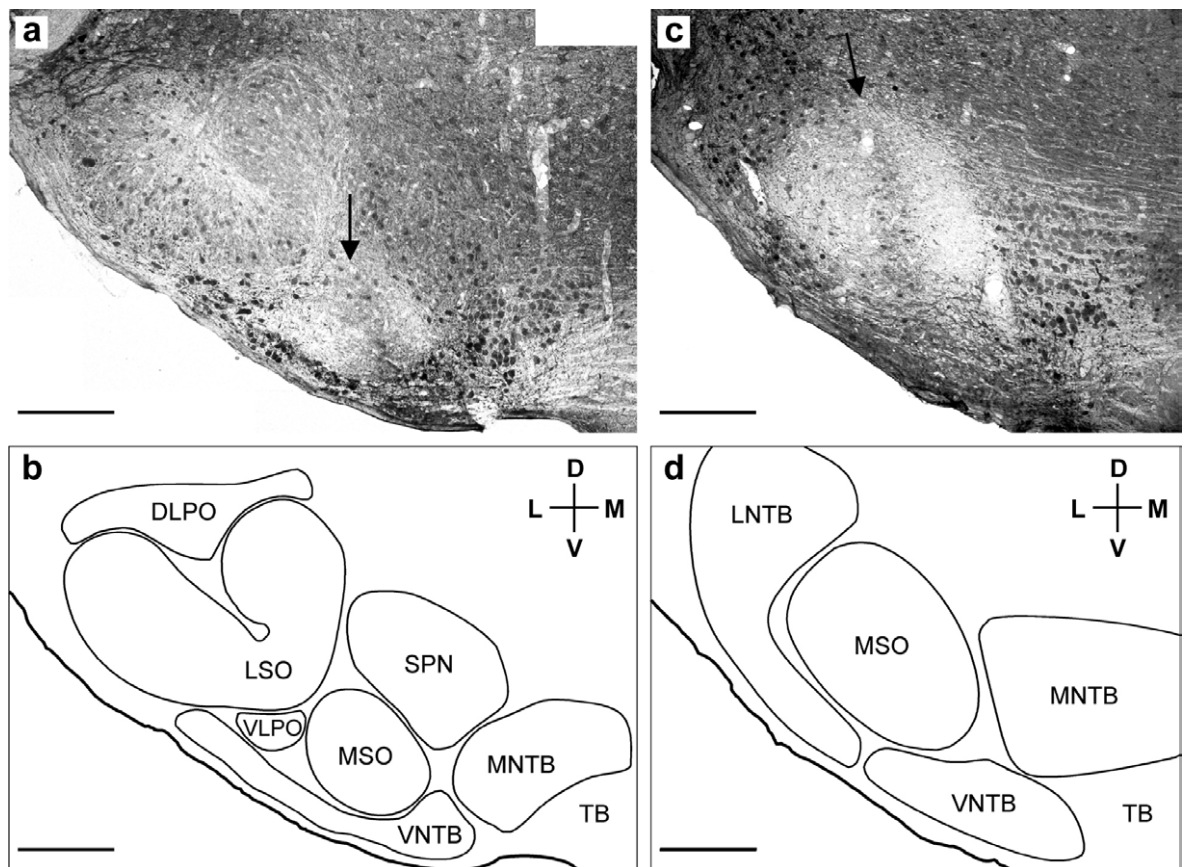 a
c
b
D
L M
V
DLPO
LSO
SPN
VLPO
MSO
MNTB
VNTB
TB
d
D
L M
V
LNTB
MSO
MNTB
VNTB
TB